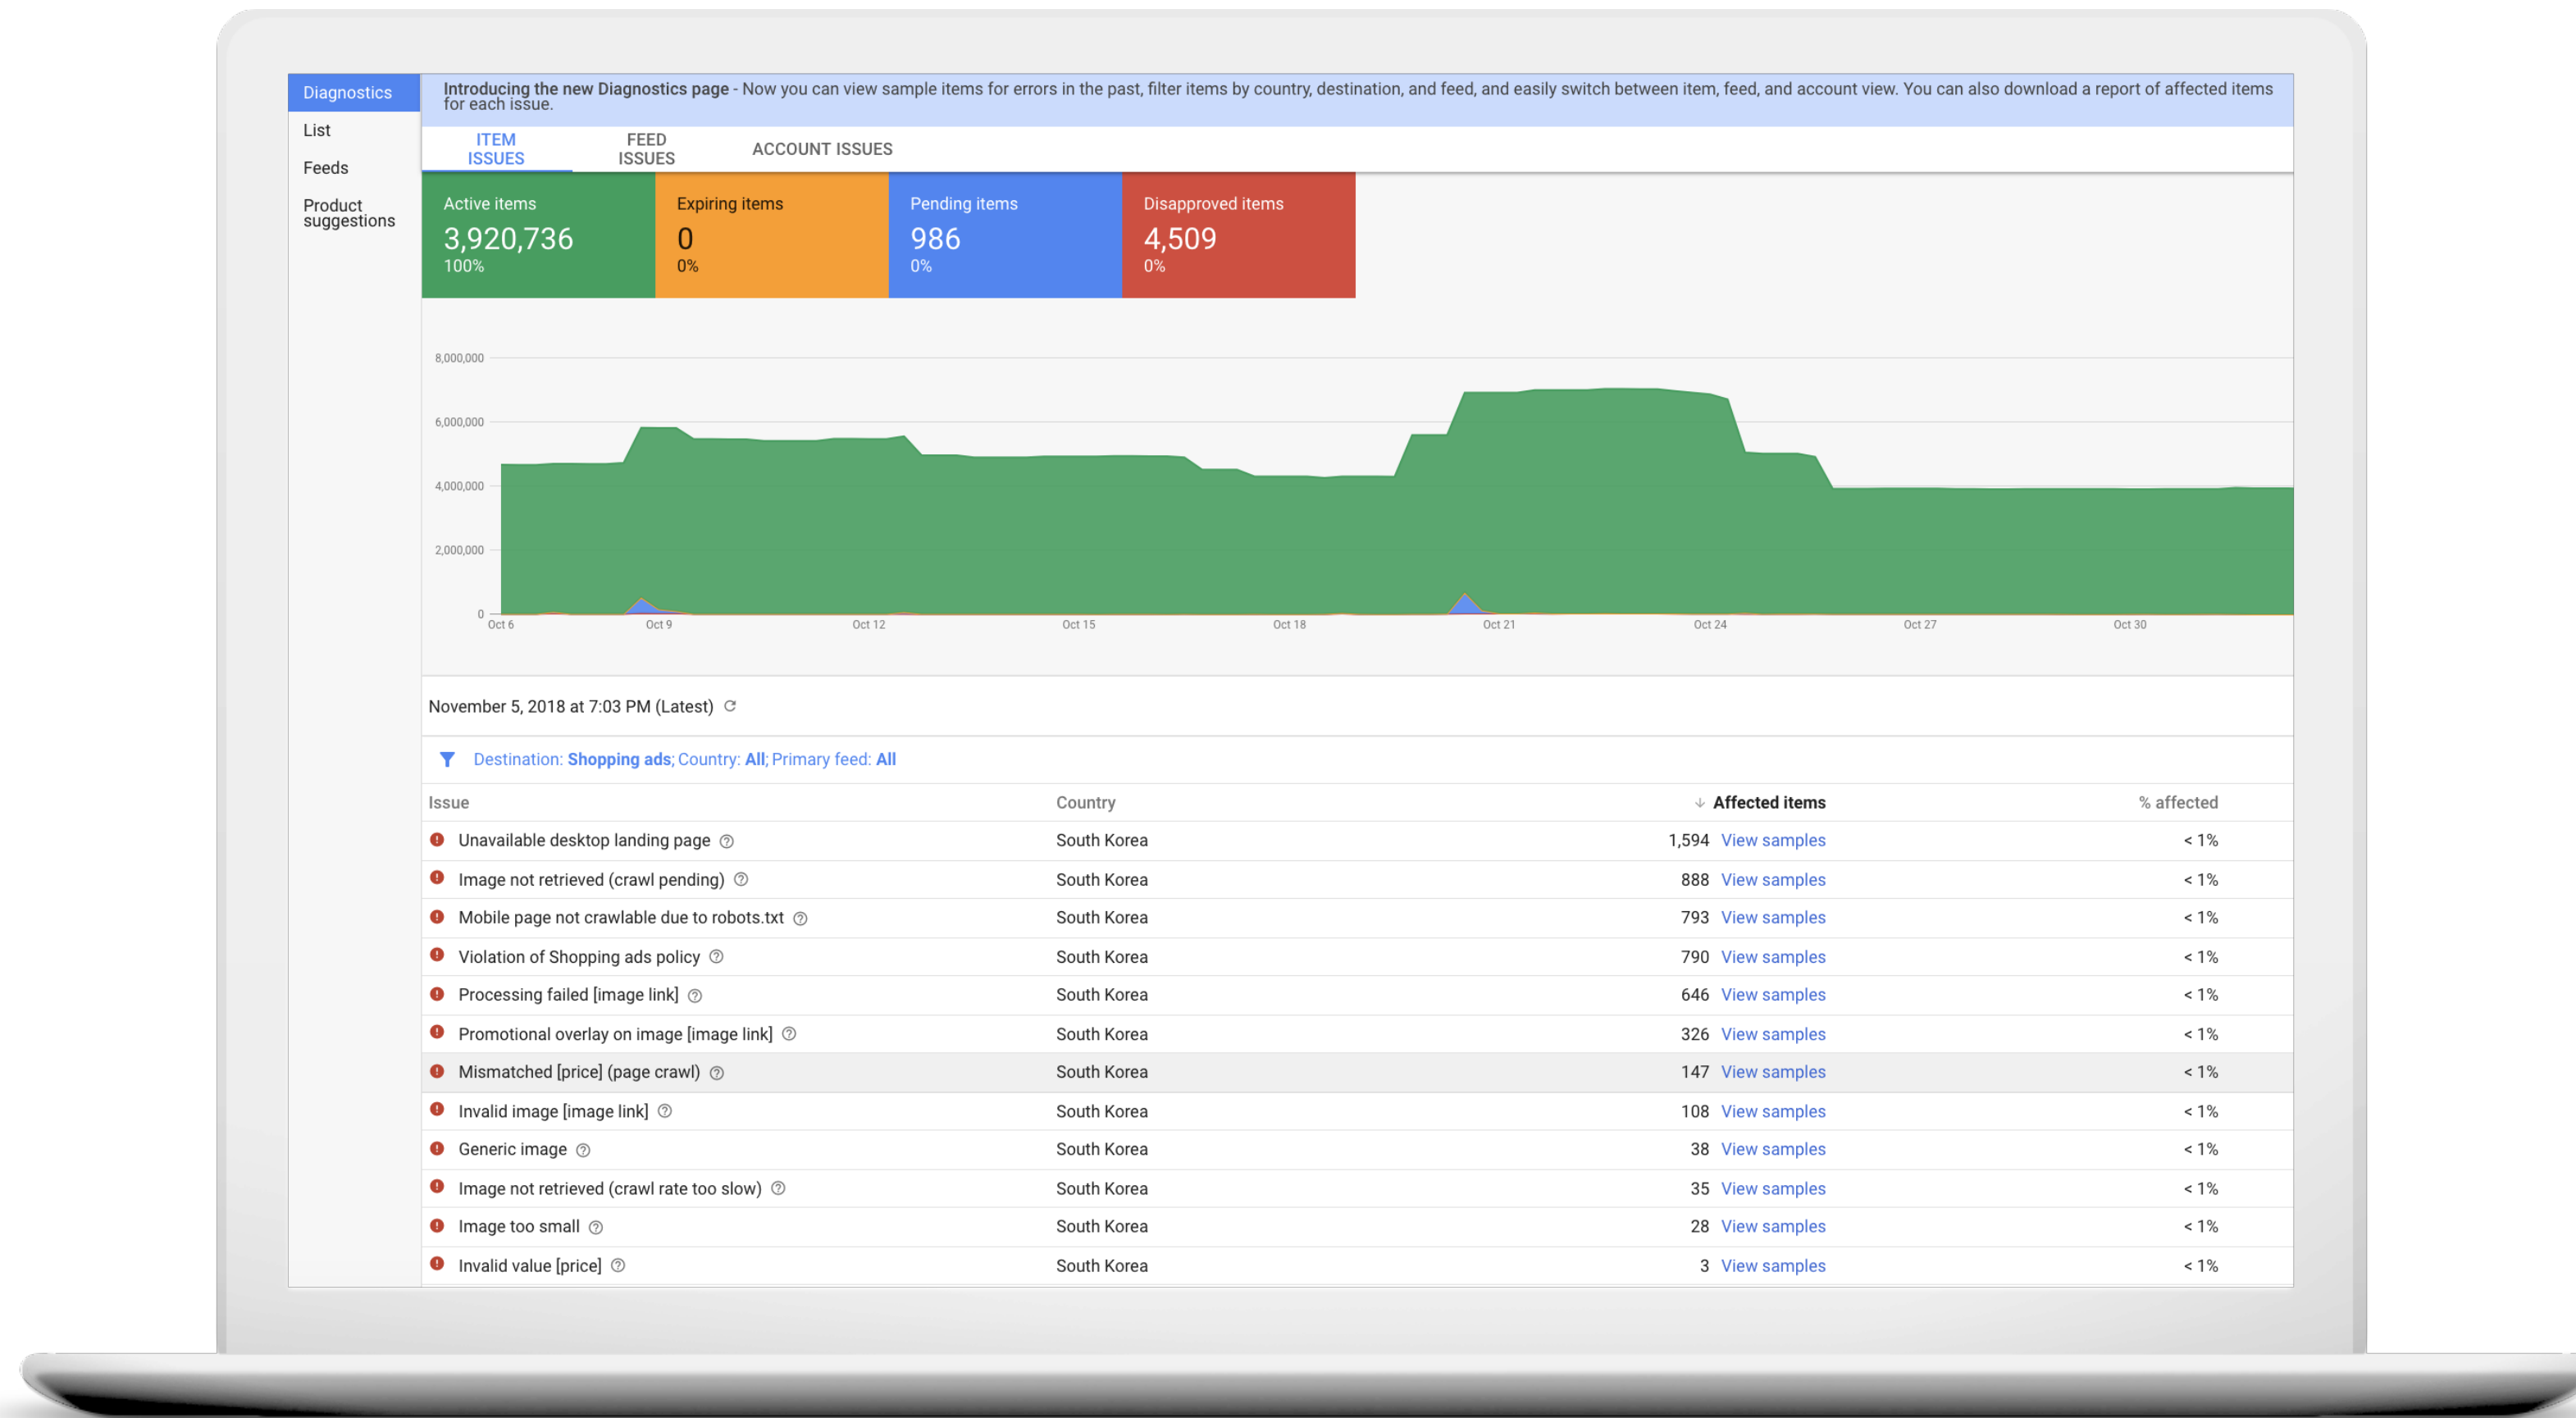 Diagnostics
List
Feeds
Product
suggestions
Introducing the new Diagnostics page - Now you can view sample items for errors in the past, filter items by country, destination, and feed, and easily switch between item, feed, and account view. You can also download a report of affected items
for each issue.
ITEM
ISSUES
FEED
ISSUES
ACCOUNT ISSUES
Active items
3,920,736
100%
Expiring items
0
0%
Pending items
986
0%
Disapproved items
4,509
0%
8,000,000
6,000,000
4,000,000
2,000,000
0
Oct 6 Oct 9 Oct 12 Oct 15 Oct 18 Oct 21 Oct 24 Oct 27 Oct 30
November 5, 2018 at 7:03 PM (Latest)
Destination: Shopping ads; Country: All; Primary feed: All
Issue Country Affected items % affected
Unavailable desktop landing page South Korea 1,594 View samples < 1%
Image not retrieved (crawl pending) South Korea 888 View samples < 1%
Mobile page not crawlable due to robots.txt South Korea 793 View samples < 1%
Violation of Shopping ads policy South Korea 790 View samples < 1%
Processing failed [image link] South Korea 646 View samples < 1%
Promotional overlay on image [image link] South Korea 326 View samples < 1%
Mismatched [price] (page crawl) South Korea 147 View samples < 1%
Invalid image [image link] South Korea 108 View samples < 1%
Generic image South Korea 38 View samples < 1%
Image not retrieved (crawl rate too slow) South Korea 35 View samples < 1%
Image too small South Korea 28 View samples < 1%
Invalid value [price] South Korea 3 View samples < 1%